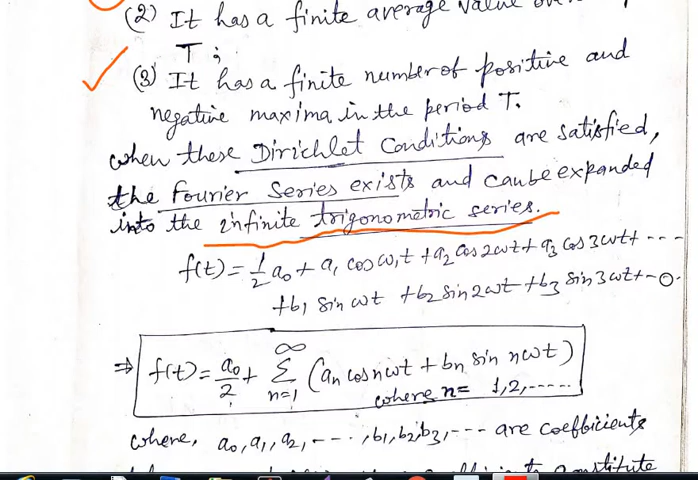 (2) It has a finite average value over
T;
(3) It has a finite number of positive and
negative maxima in the period T.
when these Dirichlet Conditions are satisfied,
the Fourier Series exists and can be expanded
into the infinite trigonometric series.
f(t) = 1/2 a₀ + a₁ cos ω₁t + a₂ cos 2ωt + a₃ cos 3ωt + ----
+ b₁ sin ωt + b₂ sin 2ωt + b₃ sin 3ωt + -
⇒ f(t) = a₀/2 + ∞ Σ n=1 (aₙ cos nωt + bₙ sin nωt)
where n = 1,2,-----
where, a₀, a₁, a₂, ---, b₁, b₂, b₃, --- are coefficients
constitute